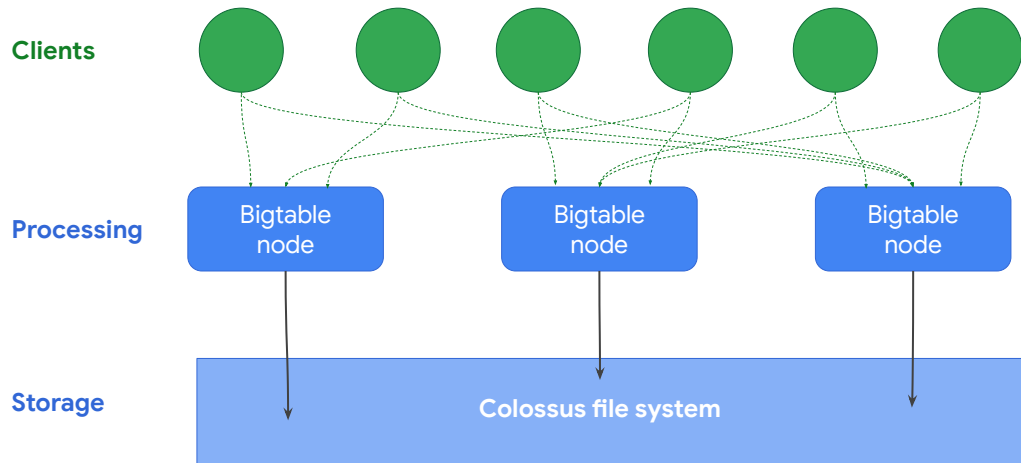 Clients
Processing
Bigtable
node
Bigtable
node
Bigtable
node
Storage
Colossus file system